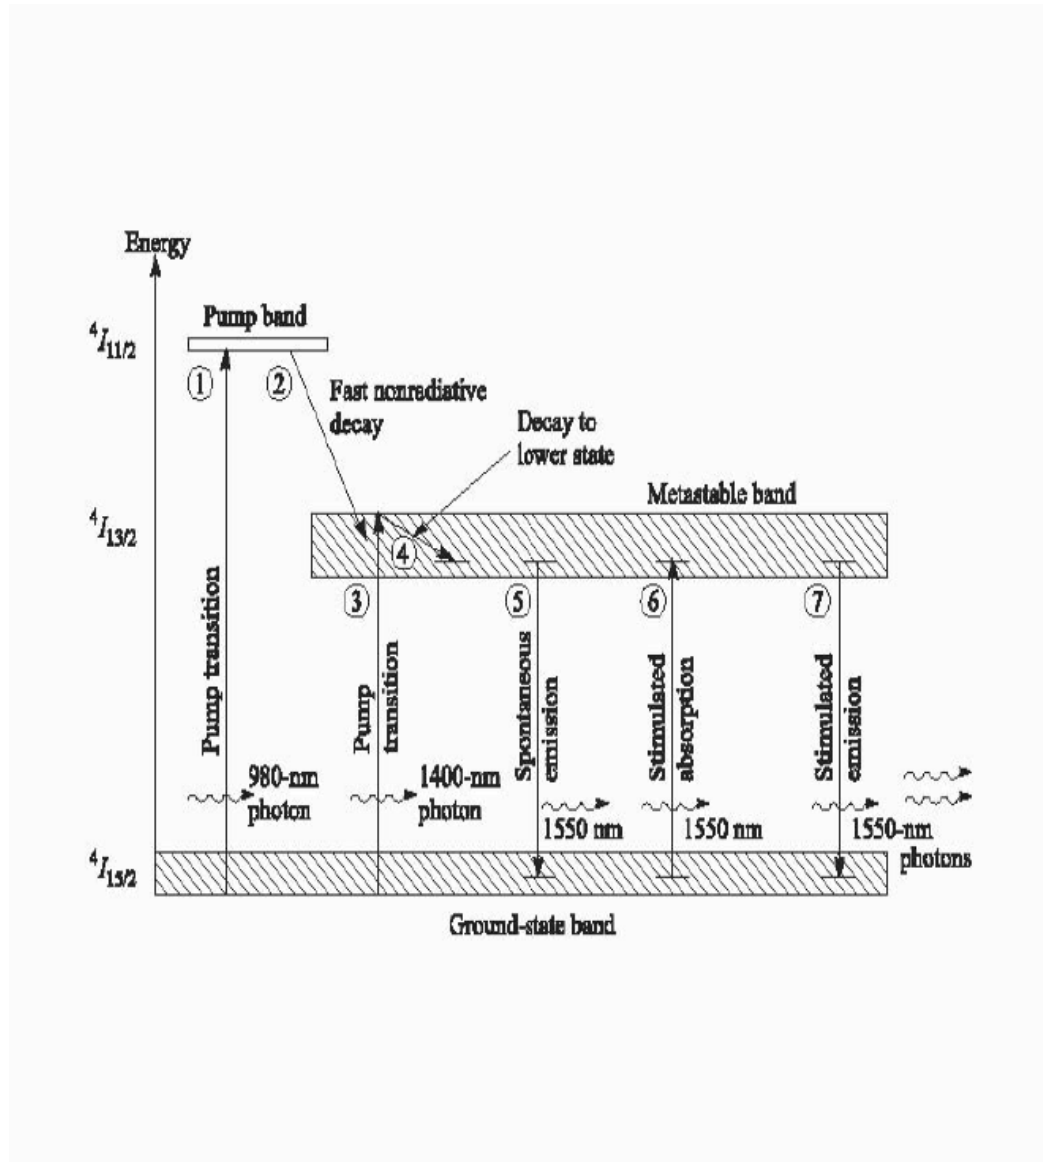 Energy
Pump band
⁴I₁₁/₂
① ②
Fast nonradiative
decay
Decay to
lower state
Metastable band
⁴I₁₃/₂
④
③ ⑤ ⑥ ⑦
Pump transition
Pump
transition
Spontaneous
emission
Stimulated
absorption
Stimulated
emission
980-nm
photon
1400-nm
photon
1550 nm
1550 nm
1550-nm
photons
⁴I₁₅/₂
Ground-state band